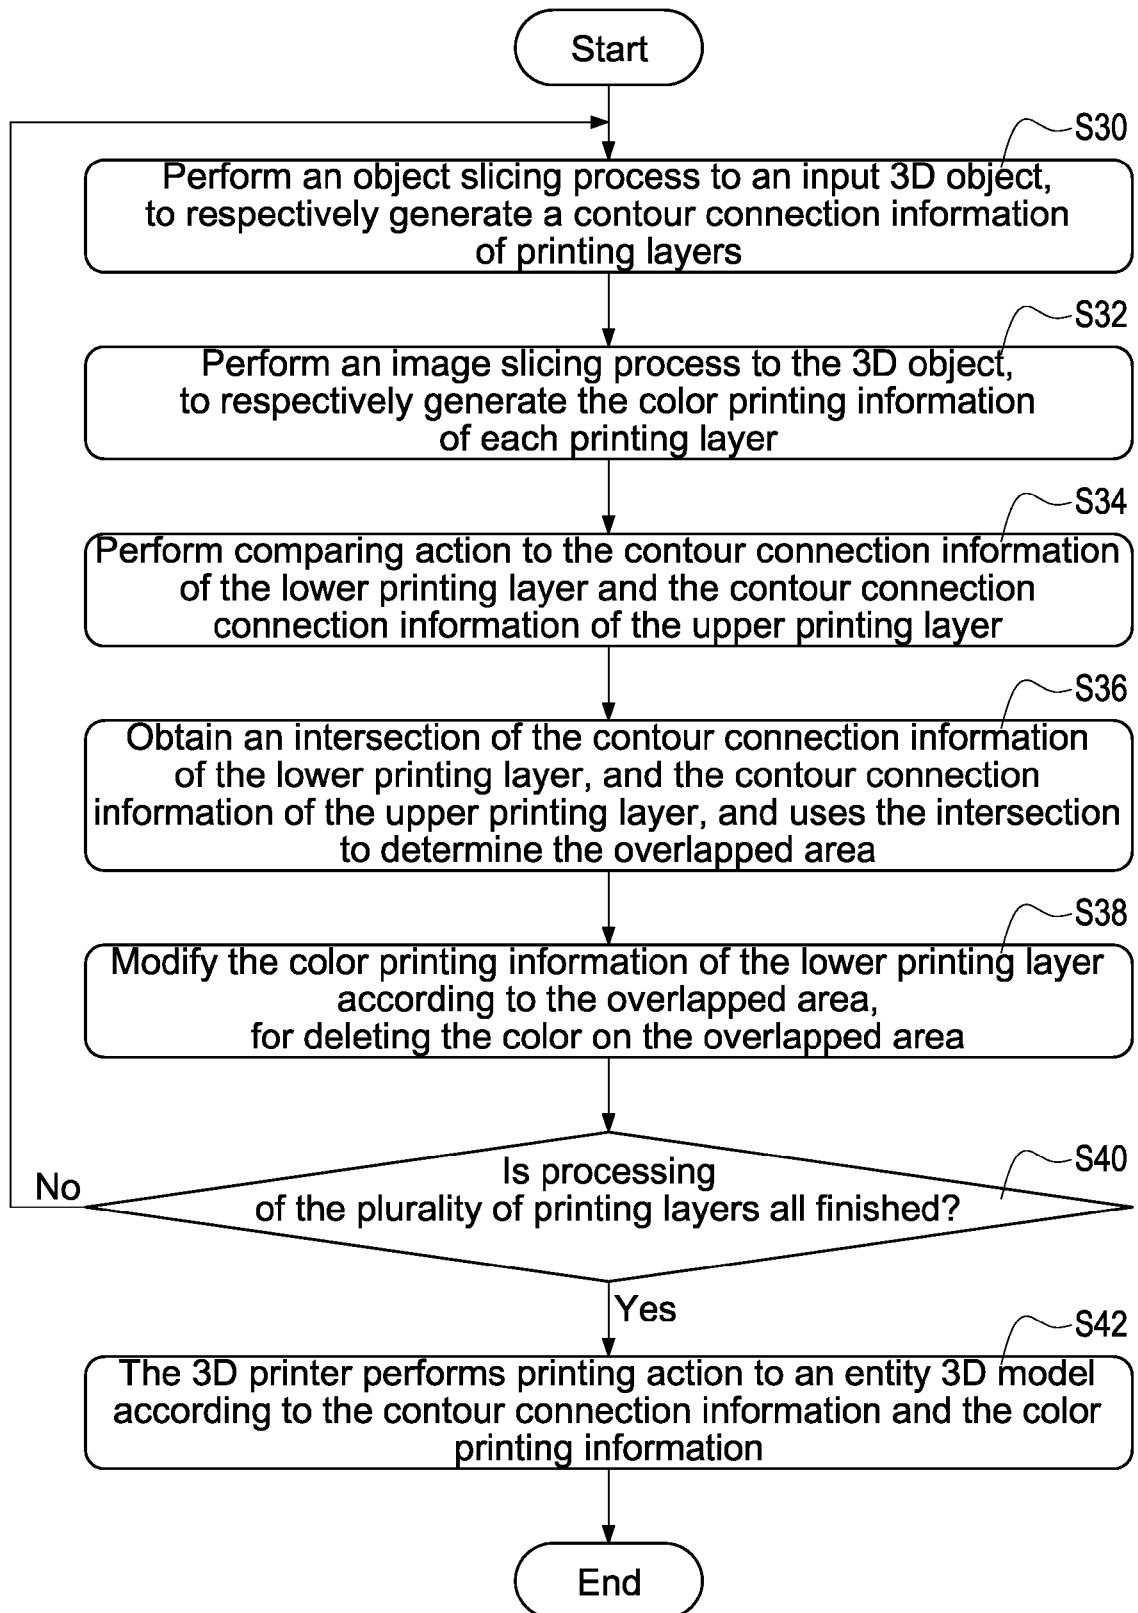 Start
S30
Perform an object slicing process to an input 3D object,
to respectively generate a contour connection information
of printing layers
S32
Perform an image slicing process to the 3D object,
to respectively generate the color printing information
of each printing layer
S34
Perform comparing action to the contour connection information
of the lower printing layer and the contour connection
connection information of the upper printing layer
S36
Obtain an intersection of the contour connection information
of the lower printing layer, and the contour connection
information of the upper printing layer, and uses the intersection
to determine the overlapped area
S38
Modify the color printing information of the lower printing layer
according to the overlapped area,
for deleting the color on the overlapped area
S40
Is processing
of the plurality of printing layers all finished?
No
Yes
S42
The 3D printer performs printing action to an entity 3D model
according to the contour connection information and the color
printing information
End